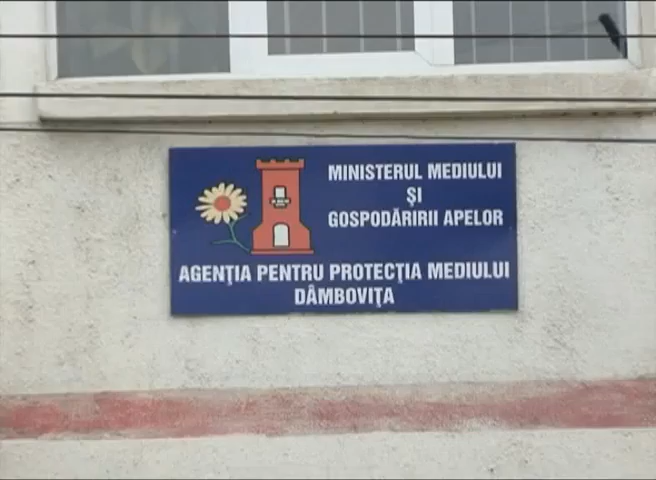 MINISTERUL MEDIULUI
ŞI
GOSPODĂRIRII APELOR
AGENŢIA PENTRU PROTECŢIA MEDIULUI
DÂMBOVIŢA